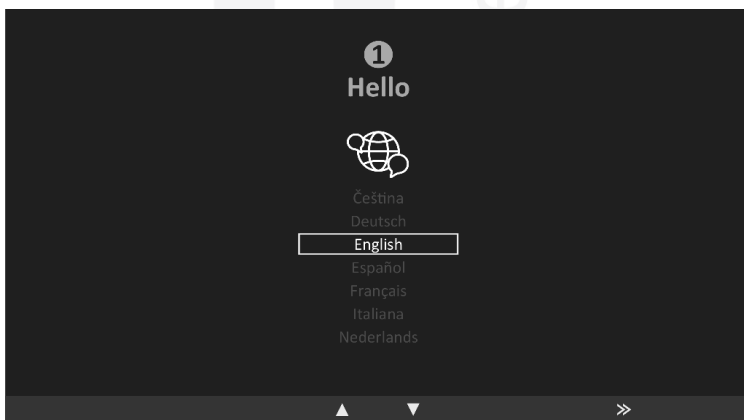 1
Hello
Čeština
Deutsch
English
Español
Français
Italiana
Nederlands